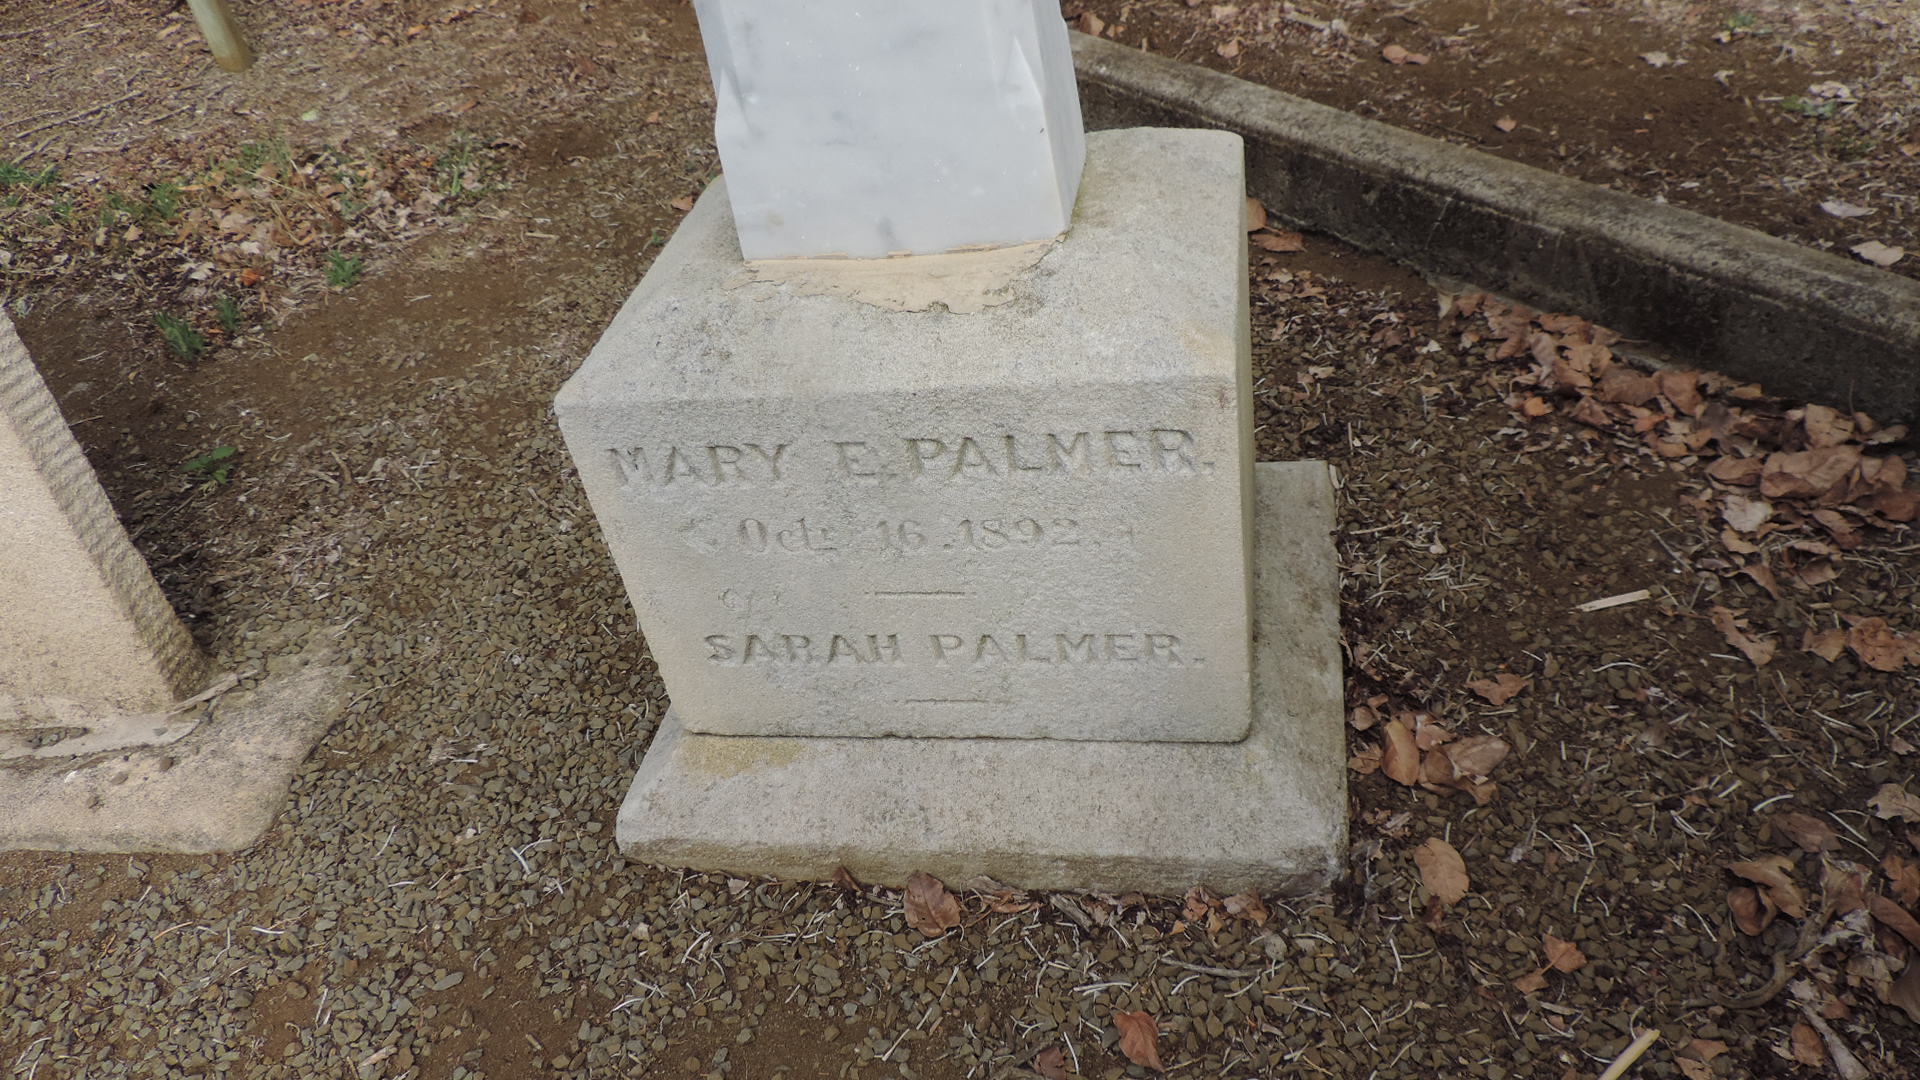 MARY E. PALMER.
Oct. 16. 1892.
SARAH PALMER.